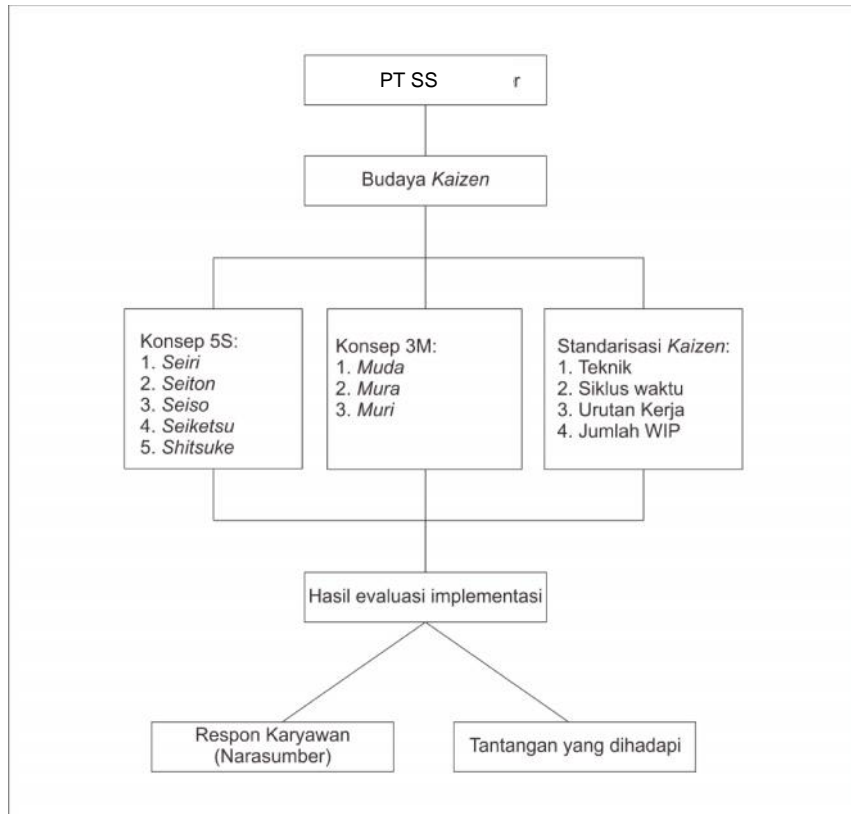 PT SS r
Budaya Kaizen
Konsep 5S:
1. Seiri
2. Seiton
3. Seiso
4. Seiketsu
5. Shitsuke
Konsep 3M:
1. Muda
2. Mura
3. Muri
Standarisasi Kaizen:
1. Teknik
2. Siklus waktu
3. Urutan Kerja
4. Jumlah WIP
Hasil evaluasi implementasi
Respon Karyawan
(Narasumber)
Tantangan yang dihadapi